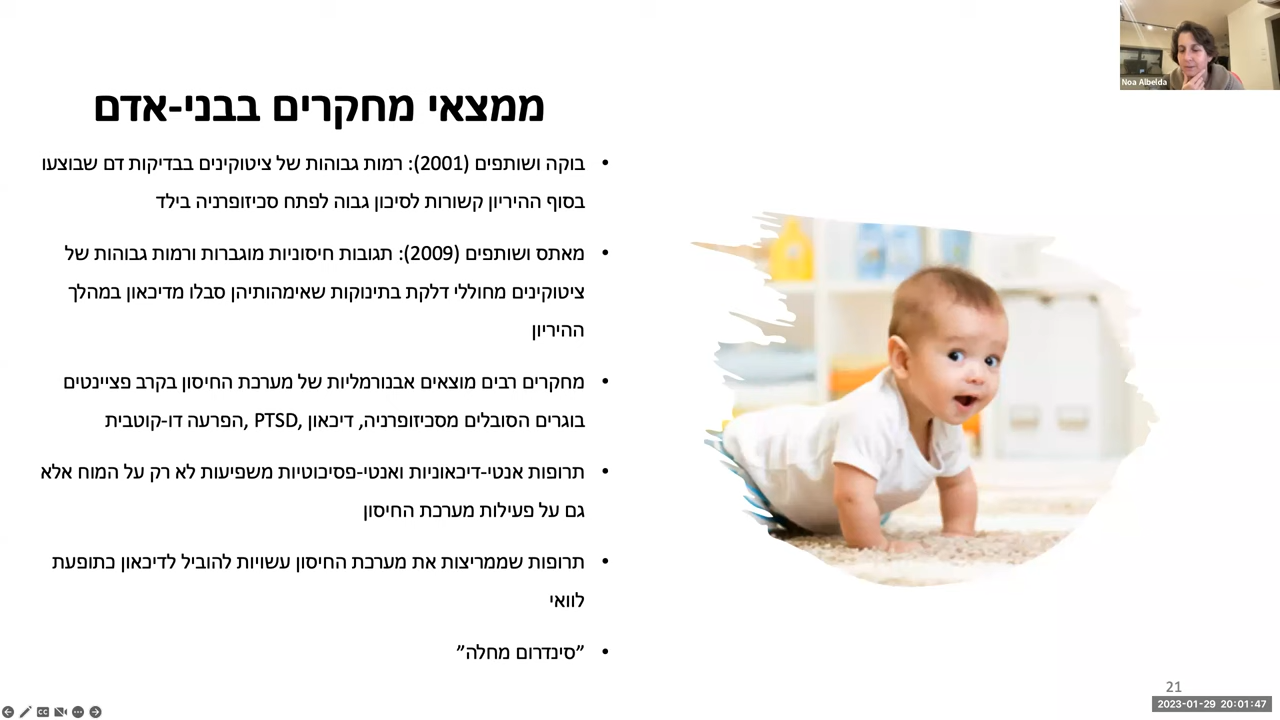 Noa Albelda
ממצאי מחקרים בבני-אדם
• בוקה ושותפים (2001): רמות גבוהות של ציטוקינים בבדיקות דם שבוצעו
בסוף ההיריון קשורות לסיכון גבוה לפתח סכיזופרניה בילד
• מאתס ושותפים (2009): תגובות חיסוניות מוגברות ורמות גבוהות של
ציטוקינים מחוללי דלקת בתינוקות שאימהותיהן סבלו מדיכאון במהלך
ההיריון
• מחקרים רבים מוצאים אבנורמליות של מערכת החיסון בקרב פציינטים
בוגרים הסובלים מסכיזופרניה, דיכאון ,PTSD ,הפרעה דו-קוטבית
• תרופות אנטי-דיכאוניות ואנטי-פסיכוטיות משפיעות לא רק על המוח אלא
גם על פעילות מערכת החיסון
• תרופות שממריצות את מערכת החיסון עשויות להוביל לדיכאון כתופעת
לוואי
• ״סינדרום מחלה״
21
2023-01-29 20:01:47